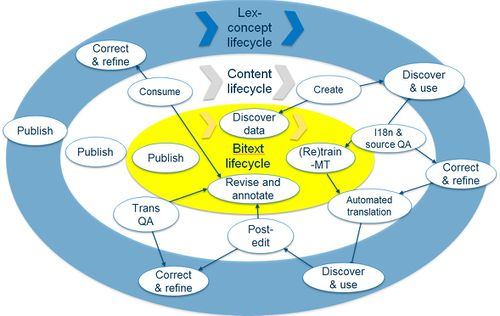 Lex-
concept
lifecycle
Correct
& refine
Content
lifecycle
Consume
Create
Discover
& use
Discover
data
Publish
Publish
Publish
Bitext
lifecycle
(Re)train
-MT
I18n &
source QA
Correct
& refine
Revise and
annotate
Trans
QA
Automated
translation
Post-
edit
Correct
& refine
Discover
& use